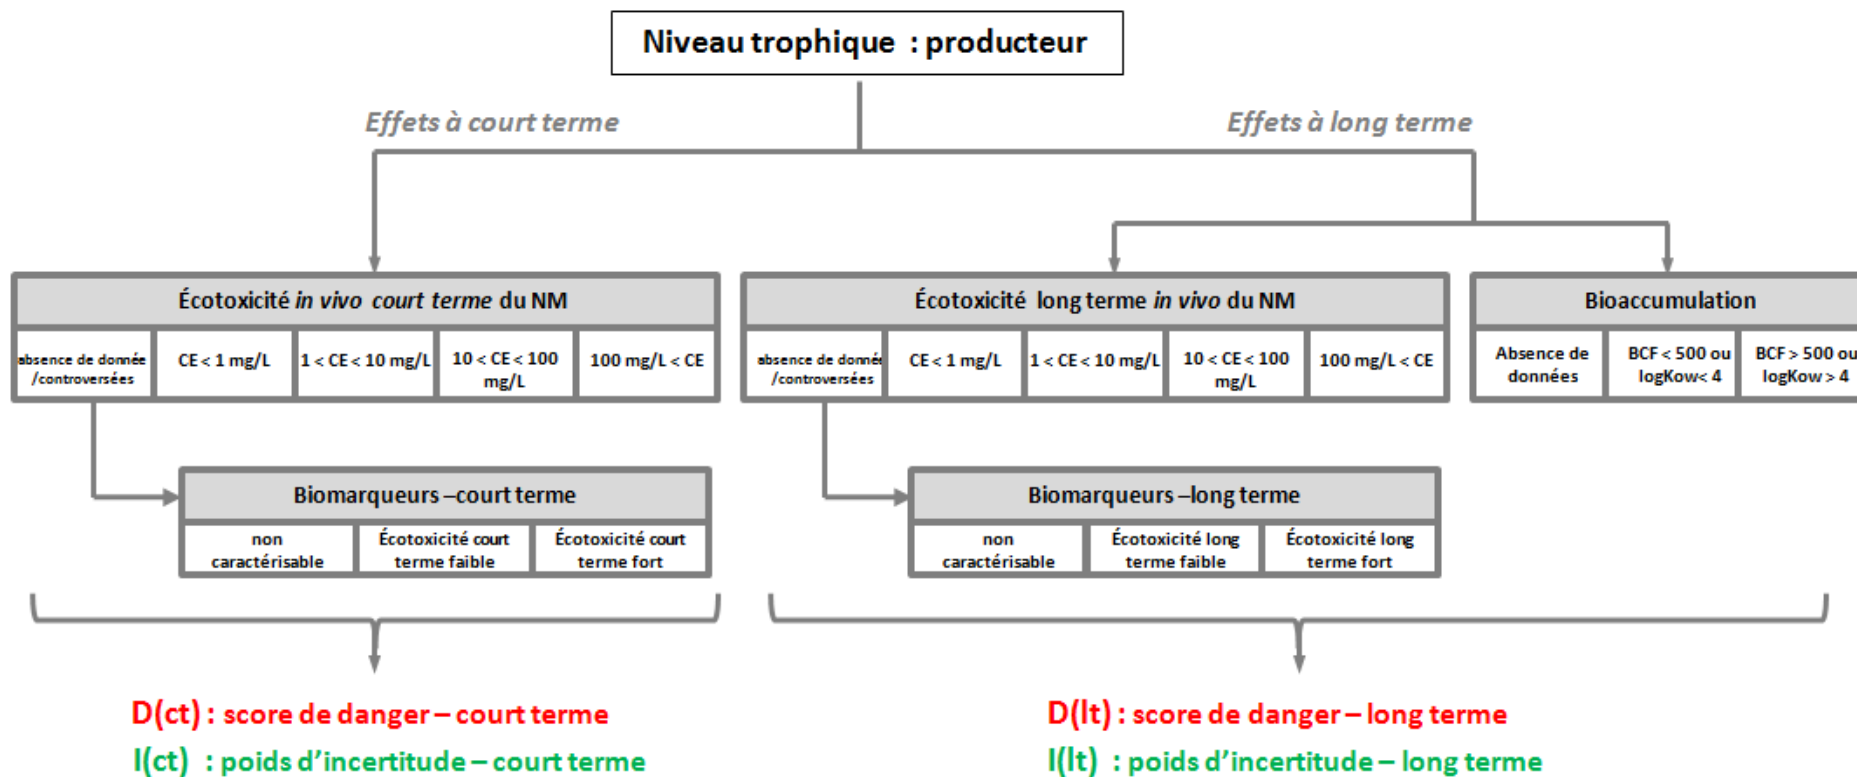 Niveau trophique : producteur
Effets à court terme
Effets à long terme
Écotoxicité in vivo court terme du NM
absence de donnée
/controversées
CE < 1 mg/L
1 < CE < 10 mg/L
10 < CE < 100
mg/L
100 mg/L < CE
Écotoxicité long terme in vivo du NM
absence de donnée
/controversées
CE < 1 mg/L
1 < CE < 10 mg/L
10 < CE < 100
mg/L
100 mg/L < CE
Bioaccumulation
Absence de
données
BCF < 500 ou
logKow< 4
BCF > 500 ou
logKow > 4
Biomarqueurs –court terme
non
caractérisable
Écotoxicité court
terme faible
Écotoxicité court
terme fort
Biomarqueurs –long terme
non
caractérisable
Écotoxicité long
terme faible
Écotoxicité long
terme fort
D(ct) : score de danger – court terme
I(ct) : poids d'incertitude – court terme
D(lt) : score de danger – long terme
I(lt) : poids d'incertitude – long terme